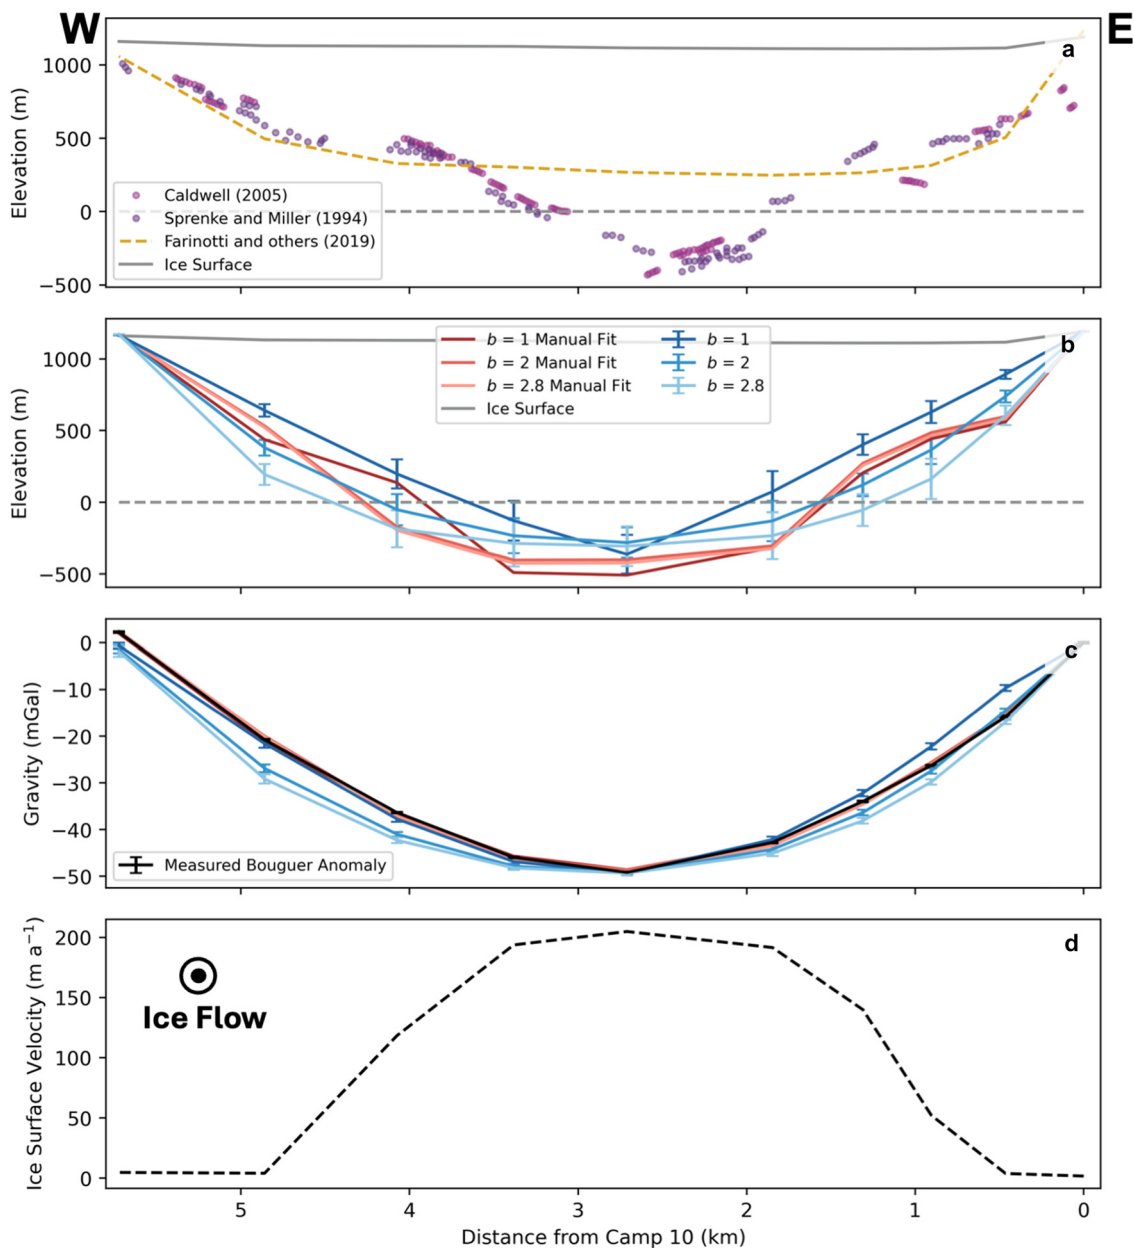 W
E
a
Elevation (m)
1000
500
0
−500
Caldwell (2005)
Sprenke and Miller (1994)
Farinotti and others (2019)
Ice Surface
b
Elevation (m)
1000
500
0
−500
b = 1 Manual Fit
b = 2 Manual Fit
b = 2.8 Manual Fit
Ice Surface
b = 1
b = 2
b = 2.8
c
Gravity (mGal)
0
−10
−20
−30
−40
−50
Measured Bouguer Anomaly
d
Ice Surface Velocity (m a⁻¹)
200
150
100
50
0
Ice Flow
5 4 3 2 1 0
Distance from Camp 10 (km)